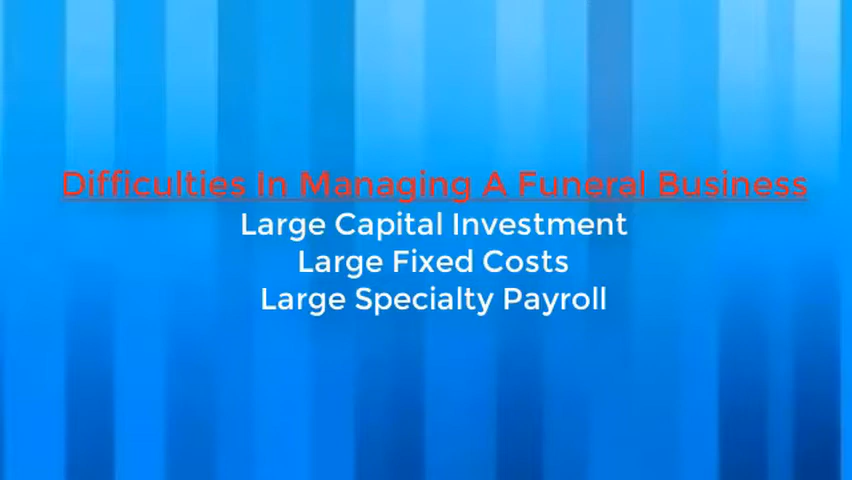 Difficulties In Managing A Funeral Business
Large Capital Investment
Large Fixed Costs
Large Specialty Payroll